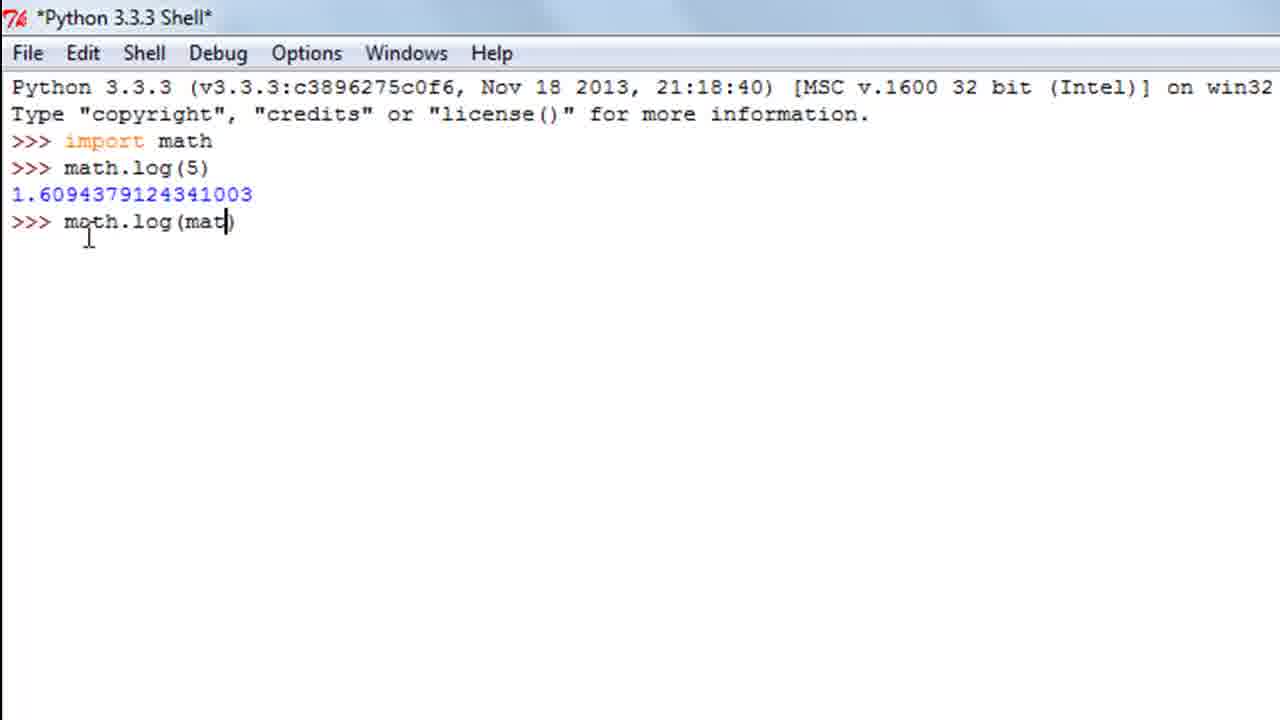 *Python 3.3.3 Shell*
File Edit Shell Debug Options Windows Help
Python 3.3.3 (v3.3.3:c3896275c0f6, Nov 18 2013, 21:18:40) [MSC v.1600 32 bit (Intel)] on win32
Type "copyright", "credits" or "license()" for more information.
>>> import math
>>> math.log(5)
1.6094379124341003
>>> math.log(mat)